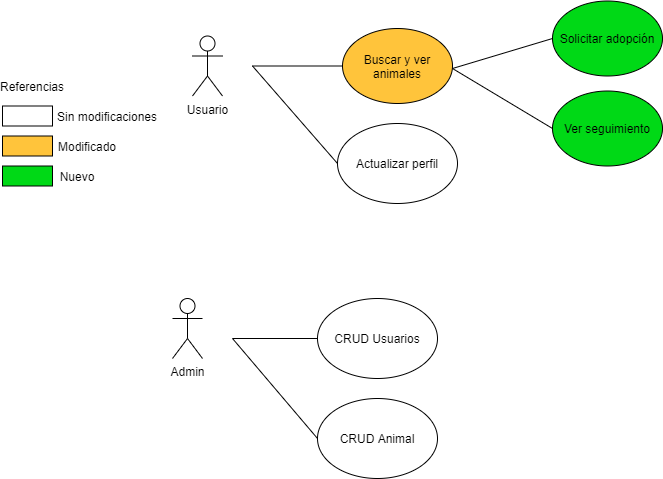 Solicitar adopción
Buscar y ver
animales
Referencias
Usuario
Sin modificaciones
Ver seguimiento
Modificado
Actualizar perfil
Nuevo
CRUD Usuarios
Admin
CRUD Animal